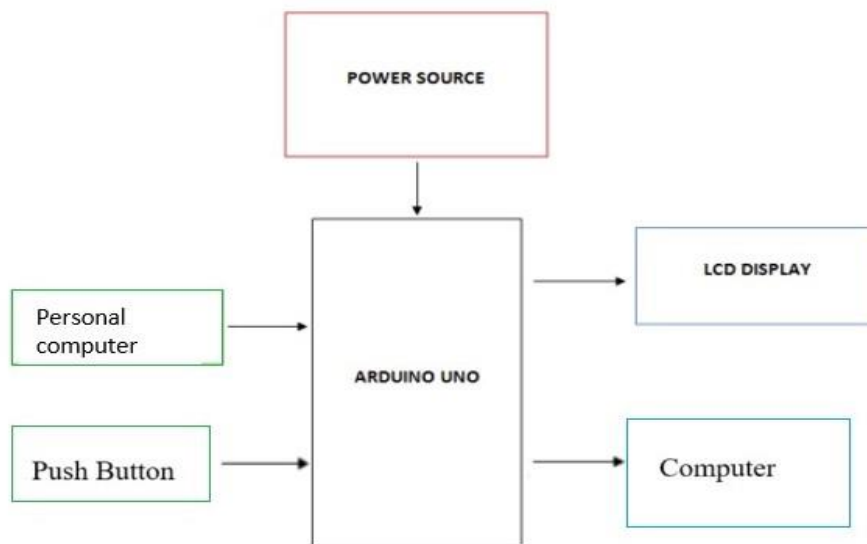 POWER SOURCE
LCD DISPLAY
Personal
computer
ARDUINO UNO
Push Button
Computer